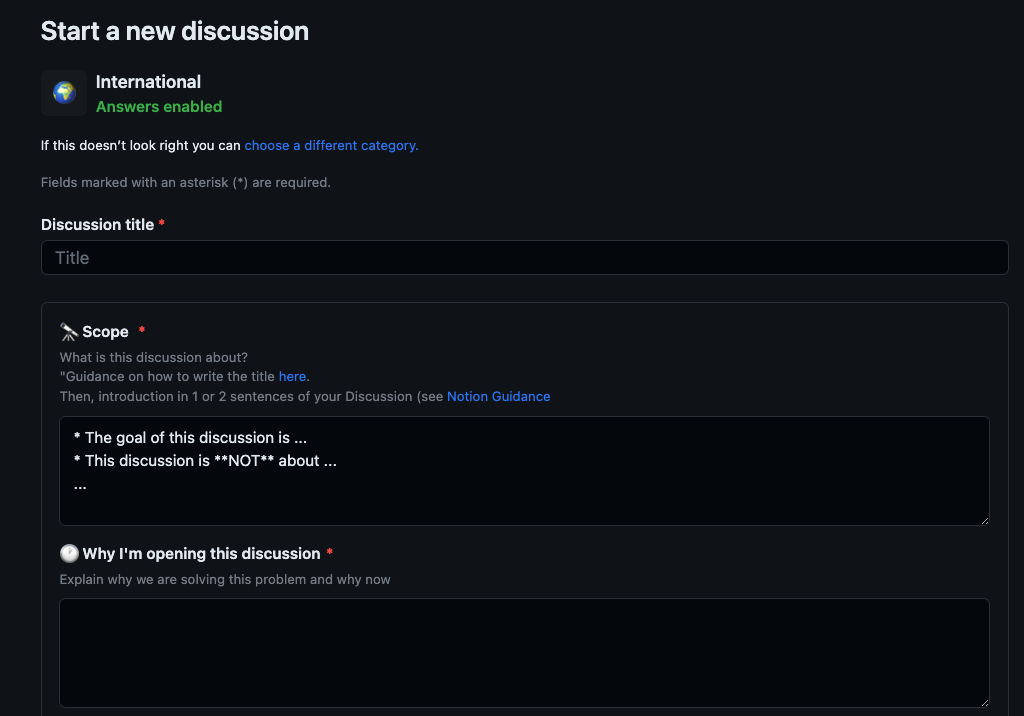 Start a new discussion
International
Answers enabled
If this doesn’t look right you can choose a different category.
Fields marked with an asterisk (*) are required.
Discussion title *
Title
Scope *
What is this discussion about?
"Guidance on how to write the title here.
Then, introduction in 1 or 2 sentences of your Discussion (see Notion Guidance
* The goal of this discussion is ...
* This discussion is **NOT** about ...
...
Why I'm opening this discussion *
Explain why we are solving this problem and why now